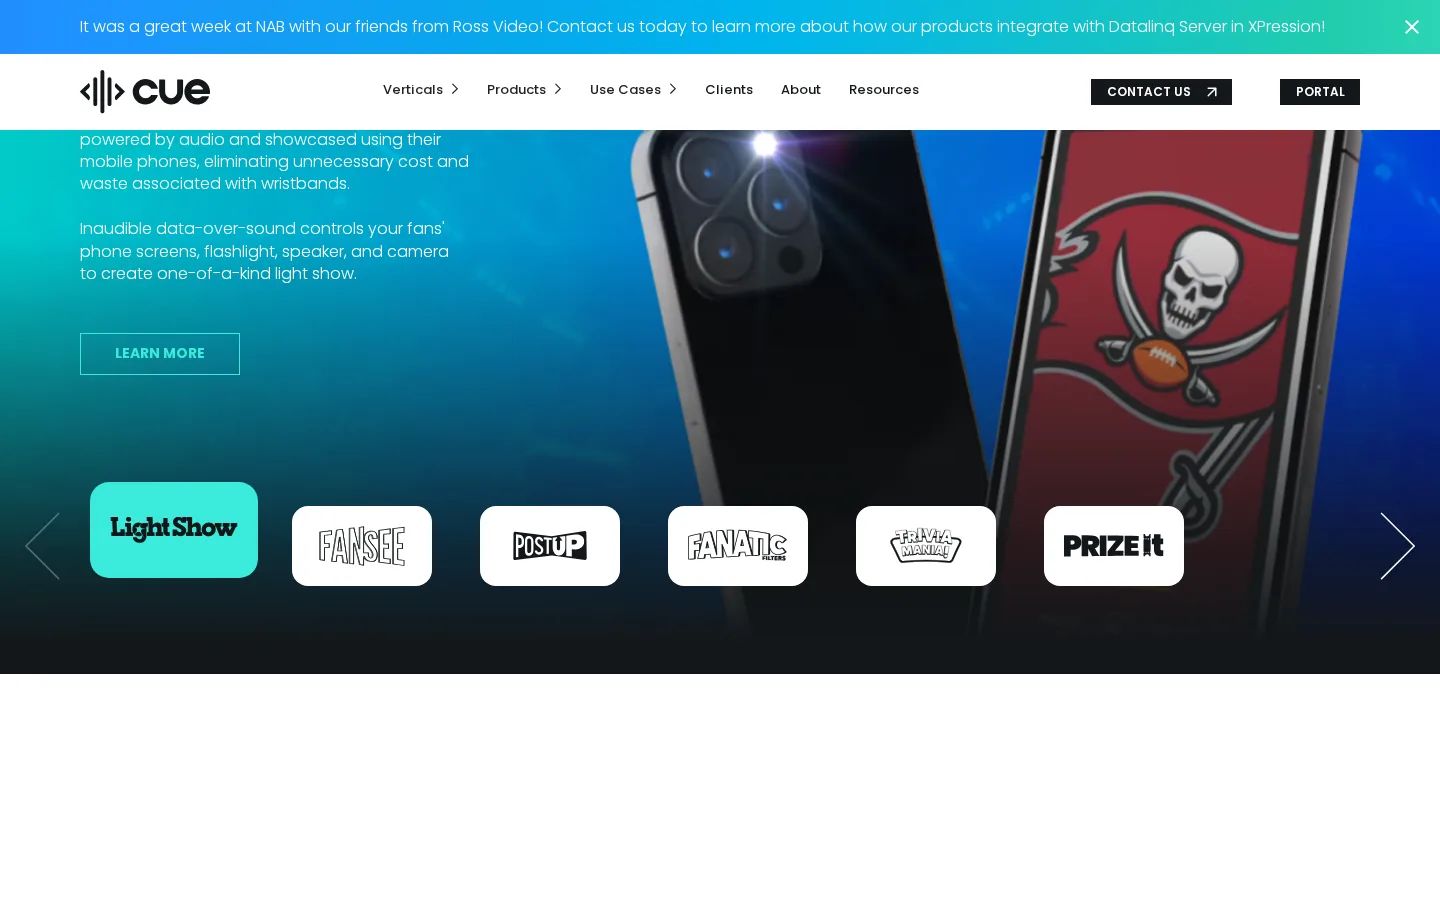 It was a great week at NAB with our friends from Ross Video! Contact us today to learn more about how our products integrate with Datalinq Server in XPression!
cue
Verticals
Products
Use Cases
Clients
About
Resources
CONTACT US
PORTAL
powered by audio and showcased using their
mobile phones, eliminating unnecessary cost and
waste associated with wristbands.
Inaudible data-over-sound controls your fans'
phone screens, flashlight, speaker, and camera
to create one-of-a-kind light show.
LEARN MORE
Light Show
FANSEE
POSTUP
FANATIC
FILTERS
TRIVIA
MANIA!
PRIZE it